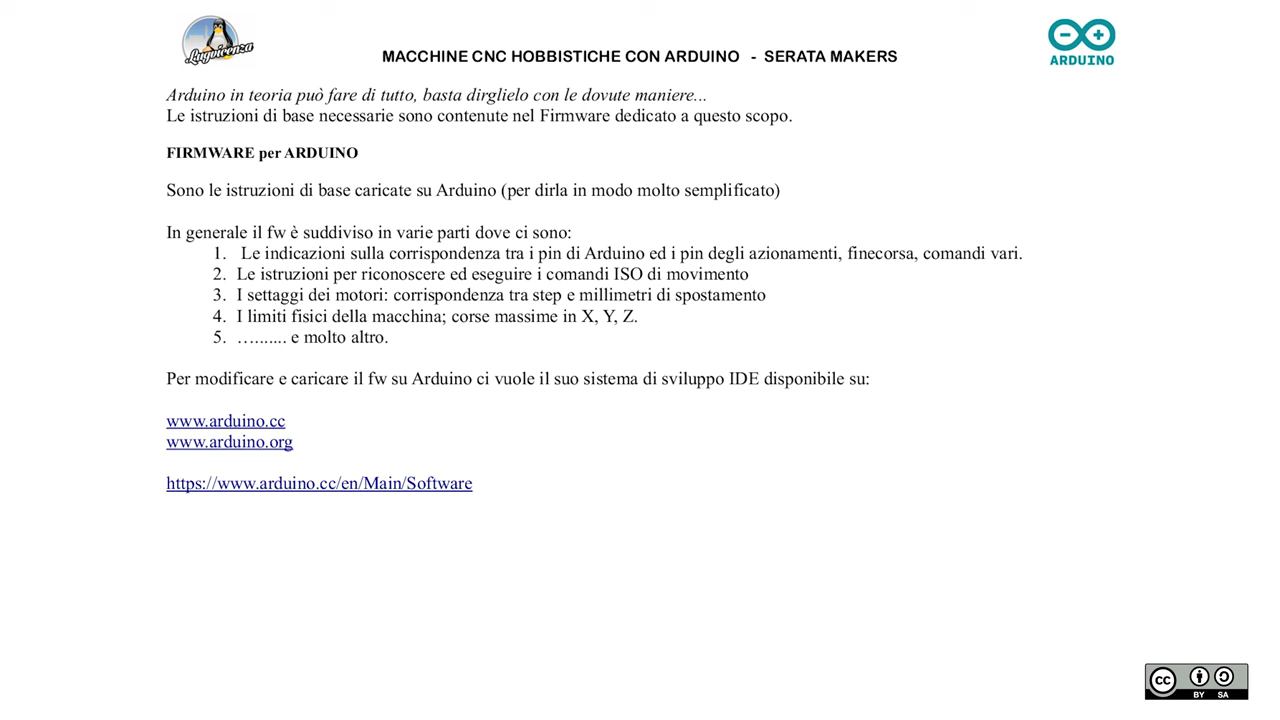 Lugvicenza
MACCHINE CNC HOBBISTICHE CON ARDUINO - SERATA MAKERS
ARDUINO
Arduino in teoria può fare di tutto, basta dirglielo con le dovute maniere...
Le istruzioni di base necessarie sono contenute nel Firmware dedicato a questo scopo.
FIRMWARE per ARDUINO
Sono le istruzioni di base caricate su Arduino (per dirla in modo molto semplificato)
In generale il fw è suddiviso in varie parti dove ci sono:
1. Le indicazioni sulla corrispondenza tra i pin di Arduino ed i pin degli azionamenti, finecorsa, comandi vari.
2. Le istruzioni per riconoscere ed eseguire i comandi ISO di movimento
3. I settaggi dei motori: corrispondenza tra step e millimetri di spostamento
4. I limiti fisici della macchina; corse massime in X, Y, Z.
5. …....... e molto altro.
Per modificare e caricare il fw su Arduino ci vuole il suo sistema di sviluppo IDE disponibile su:
www.arduino.cc
www.arduino.org
https://www.arduino.cc/en/Main/Software
cc BY SA